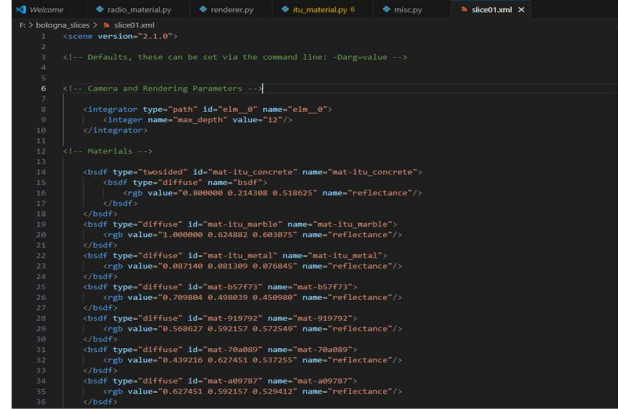 Welcome radio_material.py renderer.py itu_material.py 6 misc.py slice01.xml ×
F: > bologna_slices > slice01.xml
1 <scene version="2.1.0">
2
3 <!-- Defaults, these can be set via the command line: -Darg=value -->
4
5
6 <!-- Camera and Rendering Parameters -->
7
8 <integrator type="path" id="elm__0" name="elm__0">
9 <integer name="max_depth" value="12"/>
10 </integrator>
11
12 <!-- Materials -->
13
14 <bsdf type="twosided" id="mat-itu_concrete" name="mat-itu_concrete">
15 <bsdf type="diffuse" name="bsdf">
16 <rgb value="0.800000 0.214308 0.518625" name="reflectance"/>
17 </bsdf>
18 </bsdf>
19 <bsdf type="diffuse" id="mat-itu_marble" name="mat-itu_marble">
20 <rgb value="1.000000 0.624882 0.603075" name="reflectance"/>
21 </bsdf>
22 <bsdf type="diffuse" id="mat-itu_metal" name="mat-itu_metal">
23 <rgb value="0.087140 0.081309 0.076845" name="reflectance"/>
24 </bsdf>
25 <bsdf type="diffuse" id="mat-b57f73" name="mat-b57f73">
26 <rgb value="0.709804 0.498039 0.450980" name="reflectance"/>
27 </bsdf>
28 <bsdf type="diffuse" id="mat-919792" name="mat-919792">
29 <rgb value="0.568627 0.592157 0.572549" name="reflectance"/>
30 </bsdf>
31 <bsdf type="diffuse" id="mat-70a089" name="mat-70a089">
32 <rgb value="0.439216 0.627451 0.537255" name="reflectance"/>
33 </bsdf>
34 <bsdf type="diffuse" id="mat-a09787" name="mat-a09787">
35 <rgb value="0.627451 0.592157 0.529412" name="reflectance"/>
36 </bsdf>